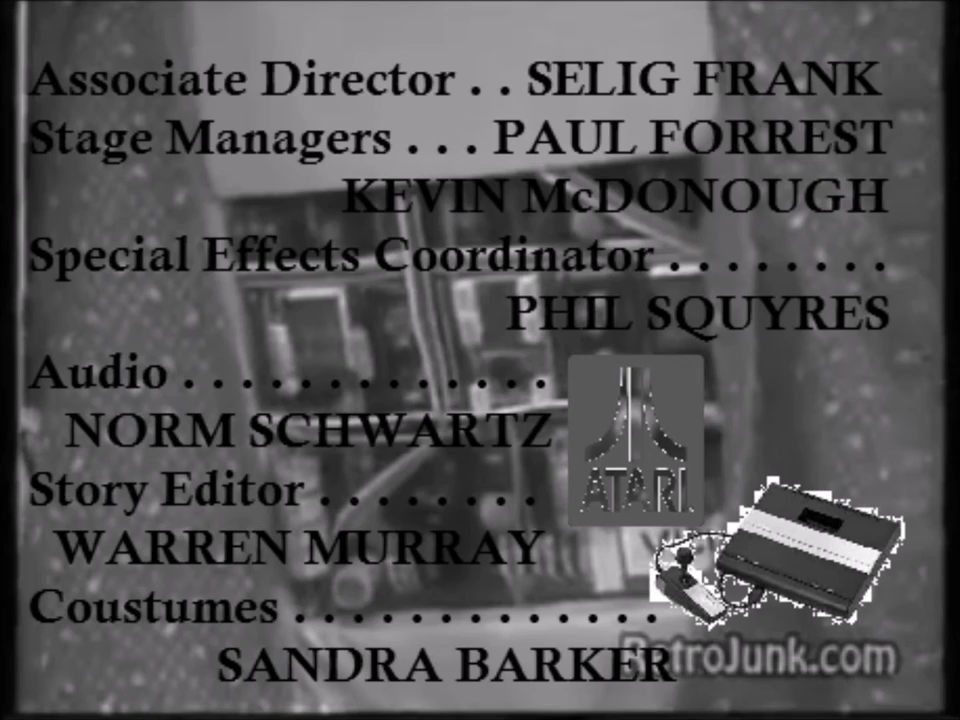 Associate Director . . SELIG FRANK
Stage Managers . . . PAUL FORREST
KEVIN McDONOUGH
Special Effects Coordinator . . . . . . . .
PHIL SQUYRES
Audio . . . . . . . . . . . . .
NORM SCHWARTZ
ATARI
Story Editor . . . . . . . .
WARREN MURRAY
Coustumes . . . . . . . . . . . . .
SANDRA BARKER
RetroJunk.com